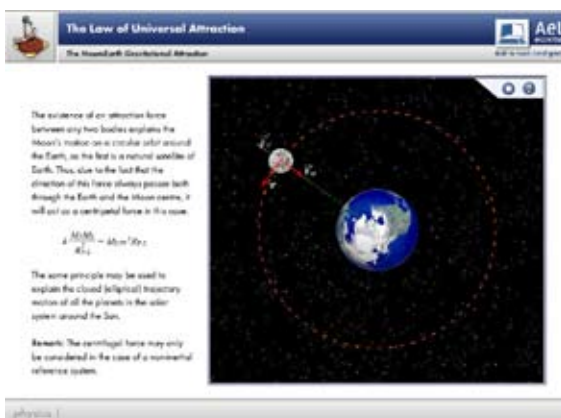 The Law of Universal Attraction
The Moon-Earth Gravitational Attraction
The existence of an attraction force
between any two bodies explains the
Moon's motion on a circular orbit around
the Earth, as the first is a natural satellite of
Earth. Thus, due to the fact that the
direction of this force always passes both
through the Earth and the Moon centre, it
will act as a centripetal force in this case.
The same principle may be used to
explain the closed (elliptical) trajectory
motion of all the planets in the solar
system around the Sun.
Remark: The centrifugal force may only
be considered in the case of a noninertial
reference system.
physics 1